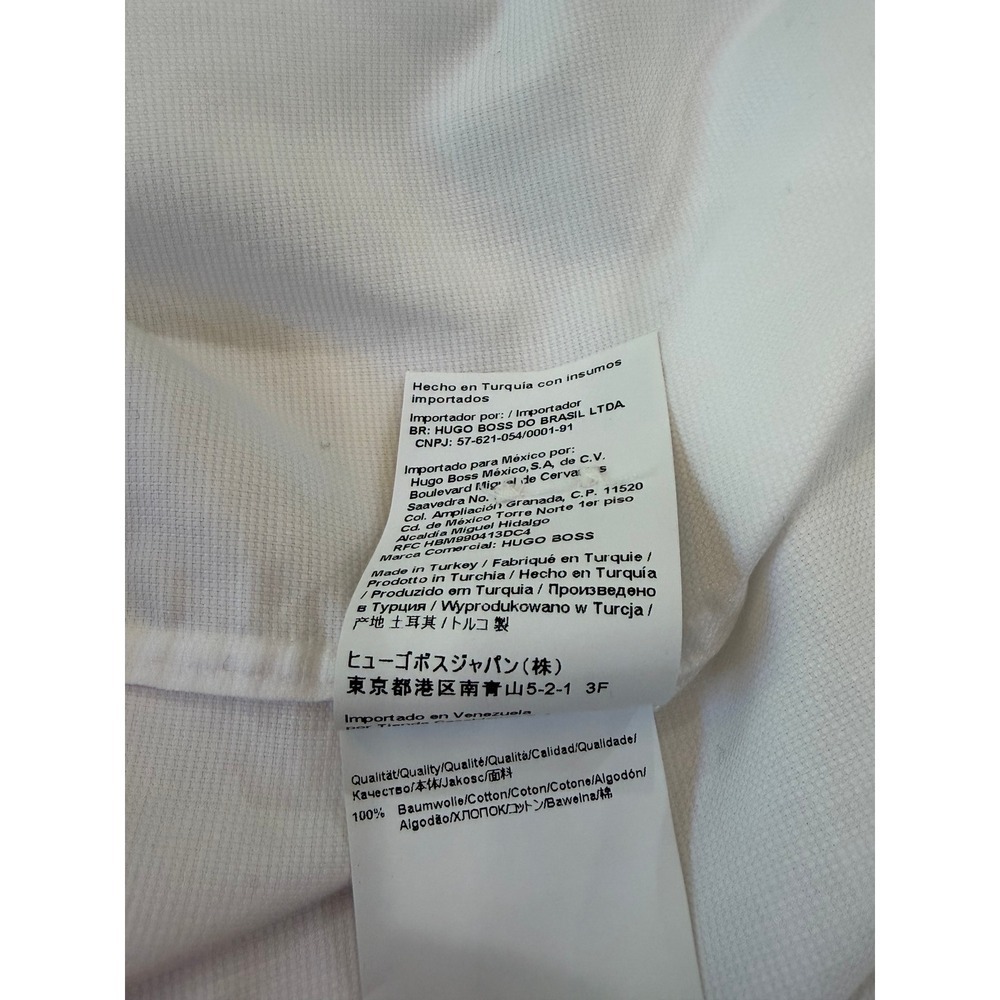 Hecho en Turquía con insumos
importados
Importador por: / Importador
BR: HUGO BOSS DO BRASIL LTDA
CNPJ: 57-621-054/0001-91
Importado para México por:
Hugo Boss México, S.A, de C.V.
Boulevard de
Saavedra No.
Col. Ampliación Granada, C.P. 11520
Cd. de México Torre Norte 1er piso
Alcaldía Miguel Hidalgo
RFC HBM990413DC4
Marca Comercial: HUGO BOSS
Made in Turkey / Fabriqué en Turquie /
Prodotto in Turchia / Hecho en Turquía
/ Produzido em Turquia / Произведено
в Турция / Wyprodukowano w Turcja /
产地 土耳其 / トルコ 製
ヒューゴボスジャパン(株)
東京都港区南青山5-2-1 3F
Importado en Venezuela
por Tienda
Qualität/Quality/Qualité/Qualità/Calidad/Qualidade/
Качество/本体/Jakosc/面料
100% Baumwolle/Cotton/Coton/Cotone/Algodón/
Algodão/ХЛОПОК/コットン/Bawelna/棉